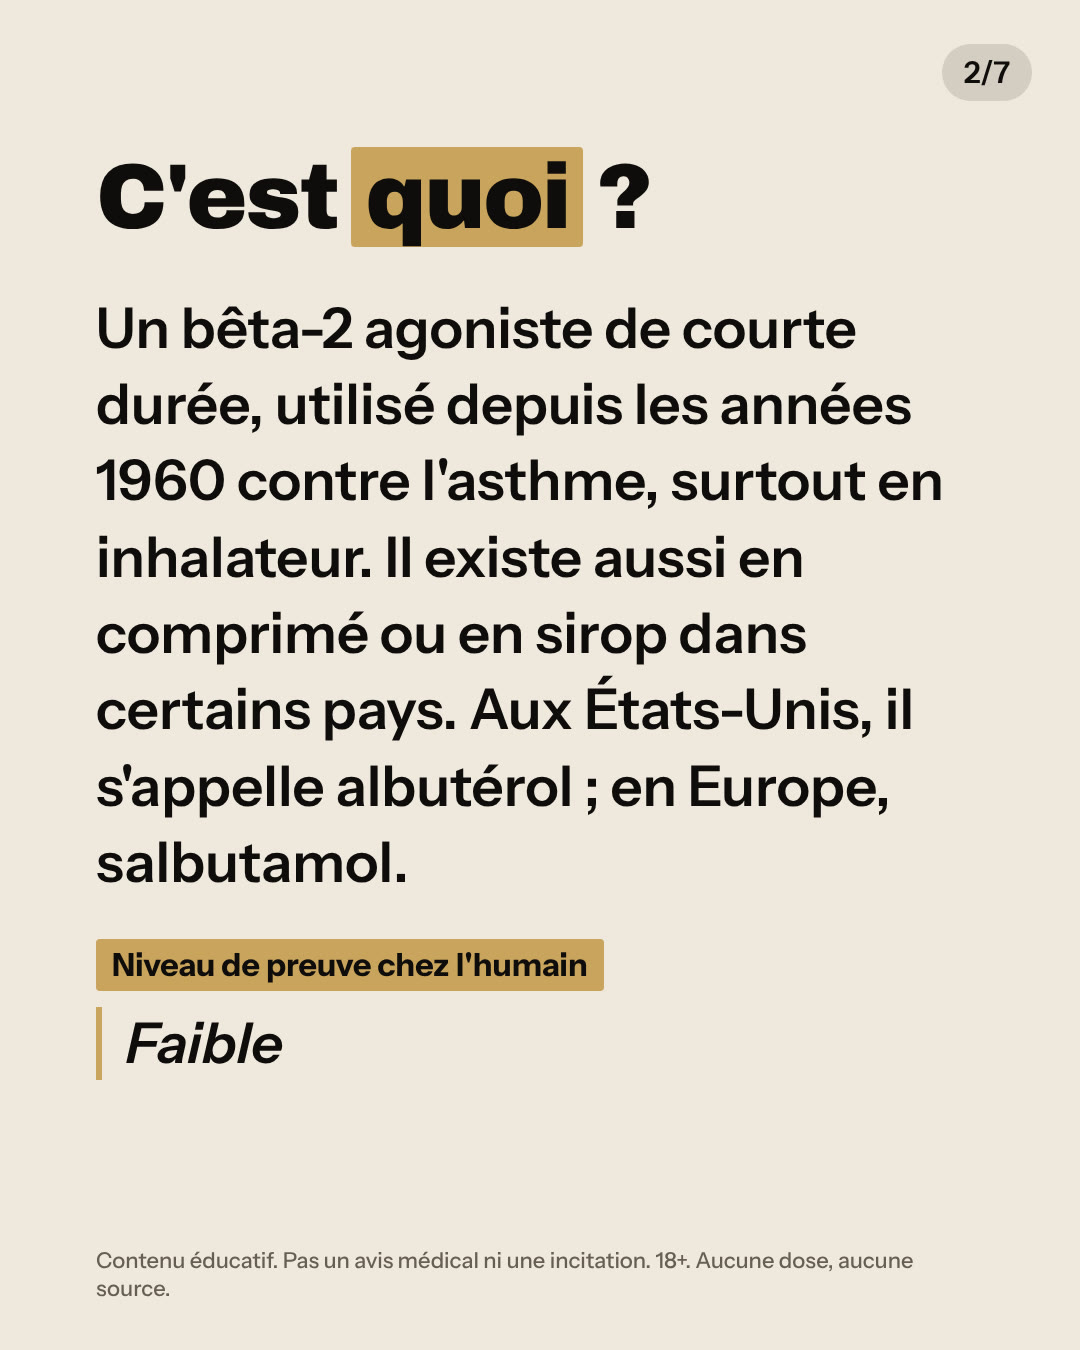 2/7
C'est quoi ?
Un bêta-2 agoniste de courte
durée, utilisé depuis les années
1960 contre l'asthme, surtout en
inhalateur. Il existe aussi en
comprimé ou en sirop dans
certains pays. Aux États-Unis, il
s'appelle albutérol ; en Europe,
salbutamol.
Niveau de preuve chez l'humain
Faible
Contenu éducatif. Pas un avis médical ni une incitation. 18+. Aucune dose, aucune
source.